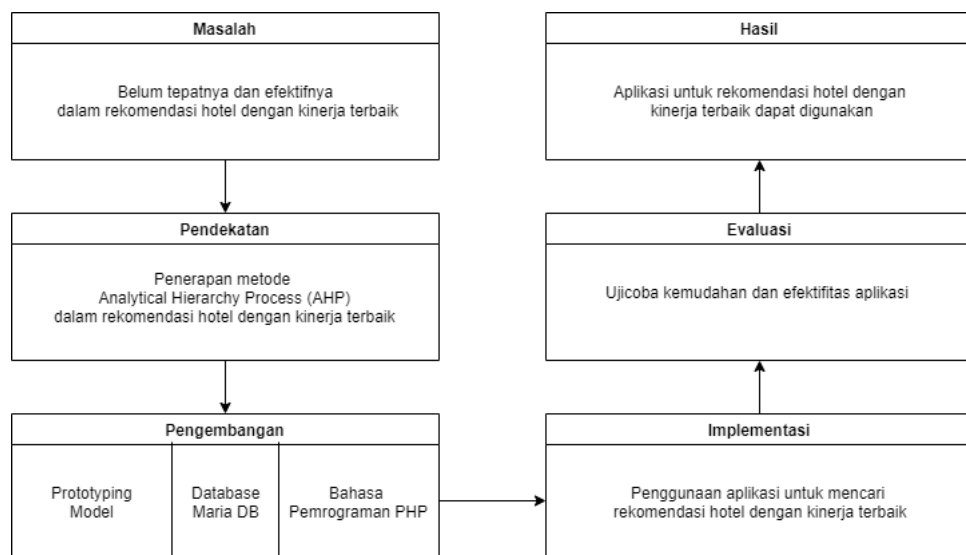 Masalah
Belum tepatnya dan efektifnya
dalam rekomendasi hotel dengan kinerja terbaik
Pendekatan
Penerapan metode
Analytical Hierarchy Process (AHP)
dalam rekomendasi hotel dengan kinerja terbaik
Pengembangan
Prototyping
Model
Database
Maria DB
Bahasa
Pemrograman PHP
Implementasi
Penggunaan aplikasi untuk mencari
rekomendasi hotel dengan kinerja terbaik
Evaluasi
Ujicoba kemudahan dan efektifitas aplikasi
Hasil
Aplikasi untuk rekomendasi hotel dengan
kinerja terbaik dapat digunakan